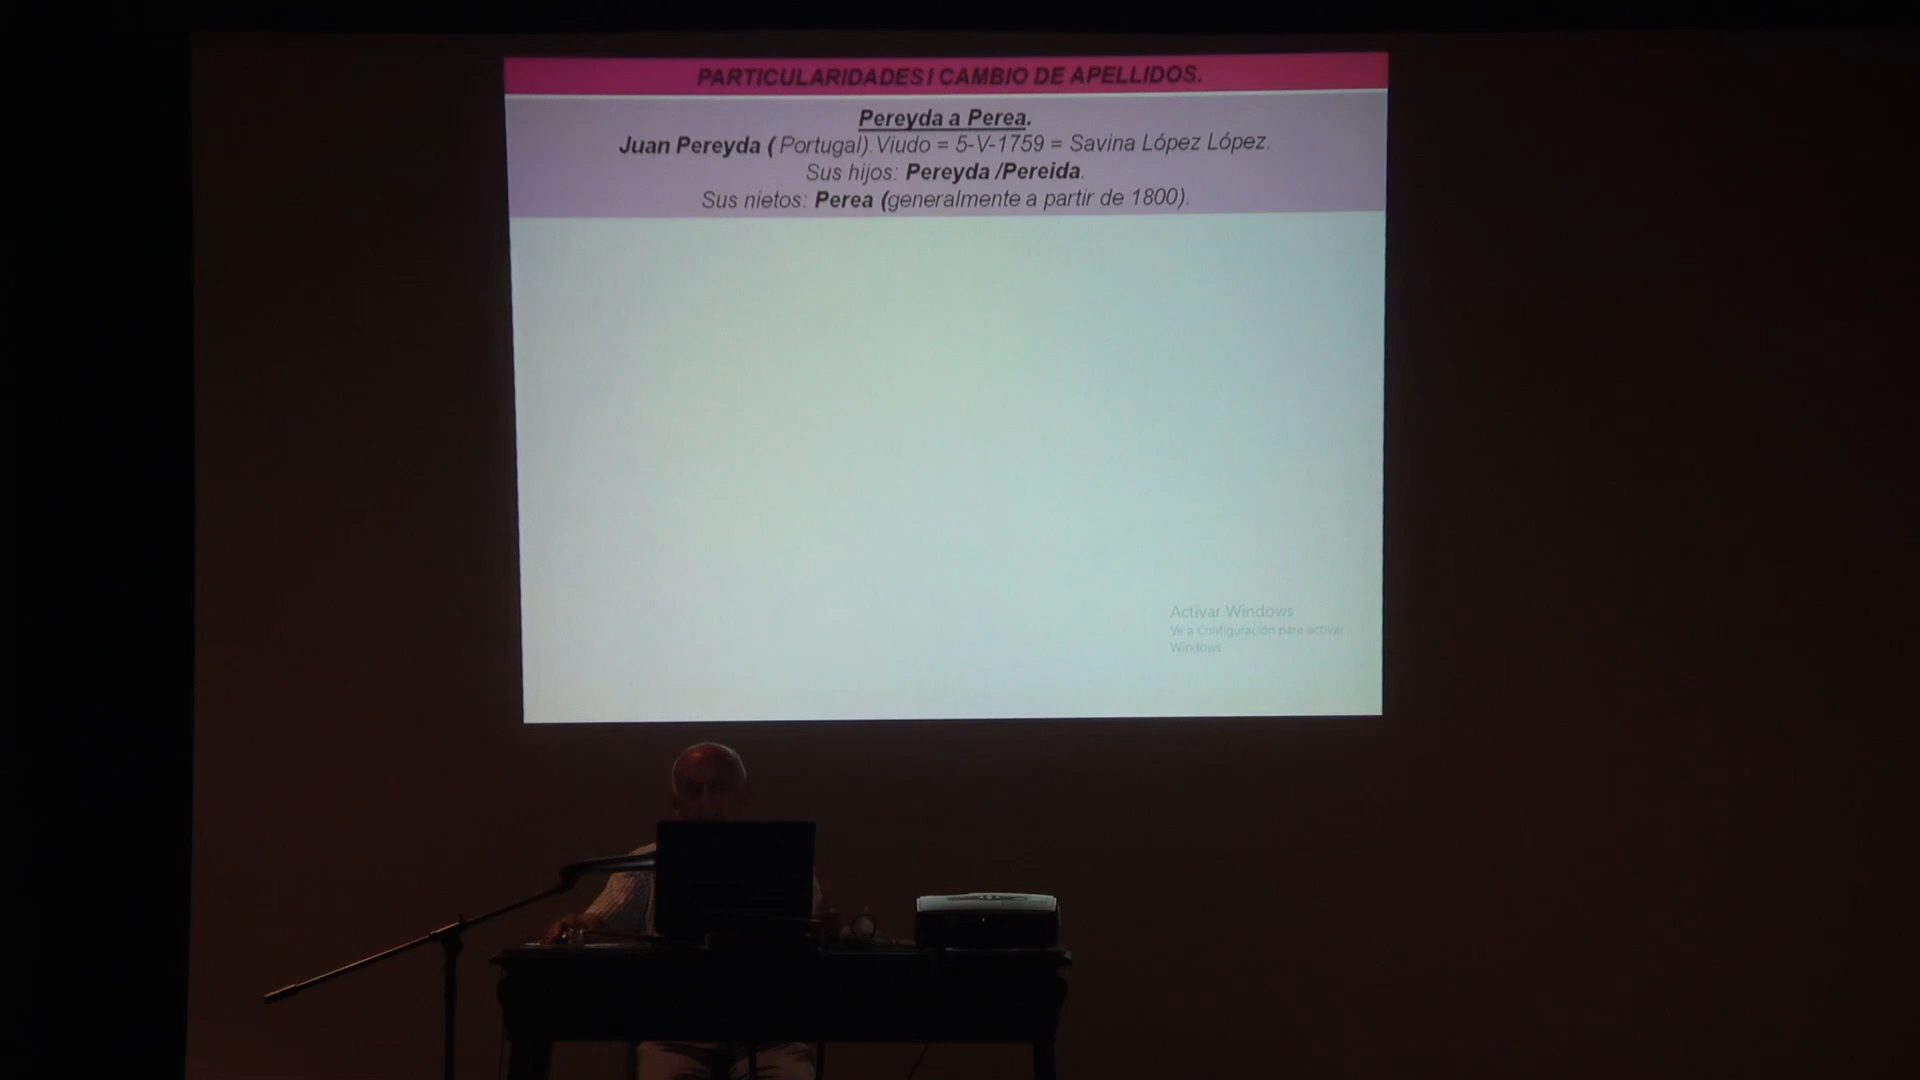 PARTICULARIDADES I CAMBIO DE APELLIDOS.
Pereyda a Perea.
Juan Pereyda ( Portugal). Viudo = 5-V-1759 = Savina López López.
Sus hijos: Pereyda /Pereida.
Sus nietos: Perea (generalmente a partir de 1800).
Activar Windows
Ve a Configuración para activar
Windows.